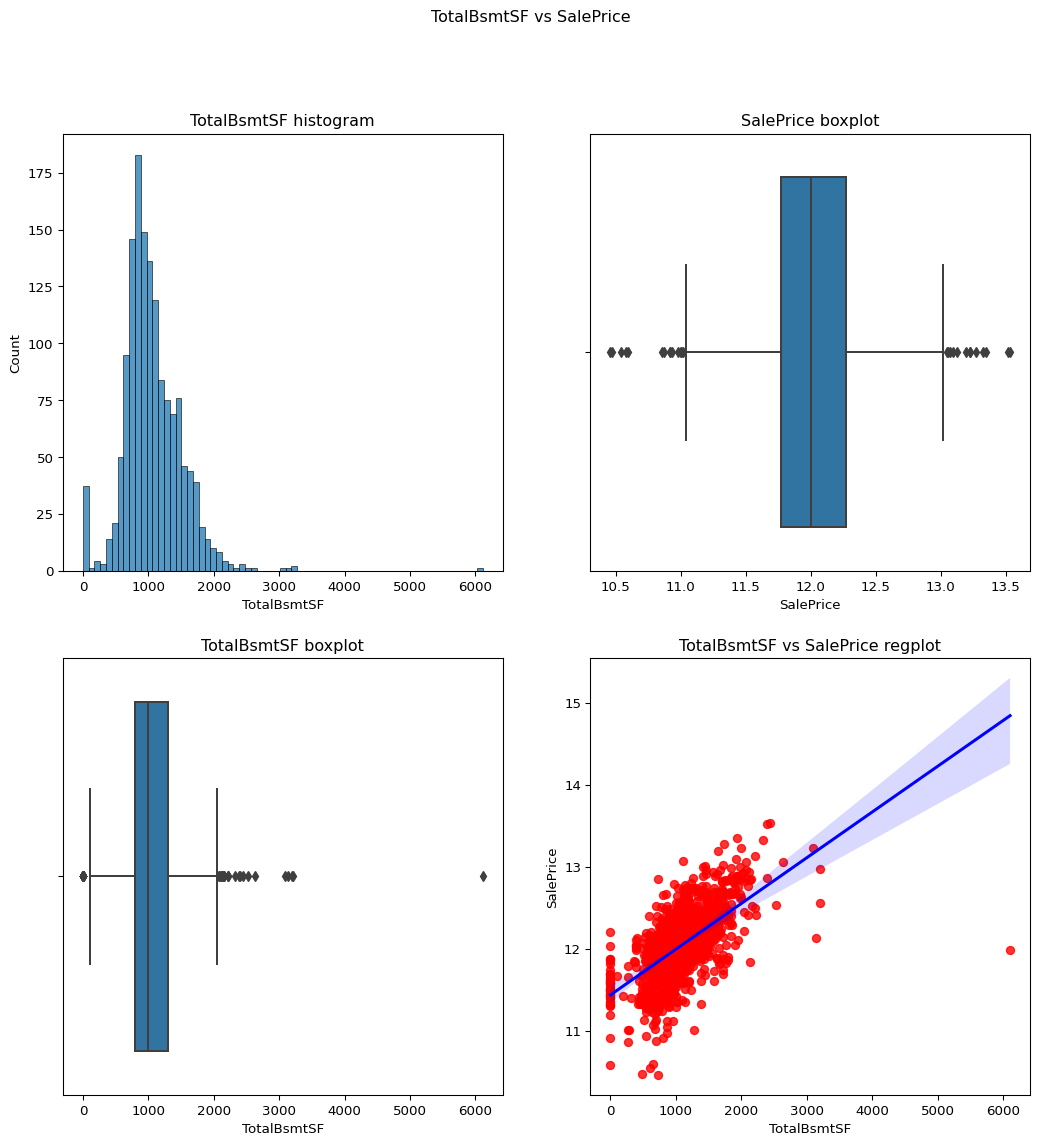 TotalBsmtSF vs SalePrice
TotalBsmtSF histogram
175
150
125
100
75
50
25
0
Count
0 1000 2000 3000 4000 5000 6000
TotalBsmtSF
SalePrice boxplot
10.5 11.0 11.5 12.0 12.5 13.0 13.5
SalePrice
TotalBsmtSF boxplot
0 1000 2000 3000 4000 5000 6000
TotalBsmtSF
TotalBsmtSF vs SalePrice regplot
15
14
13
12
11
SalePrice
0 1000 2000 3000 4000 5000 6000
TotalBsmtSF